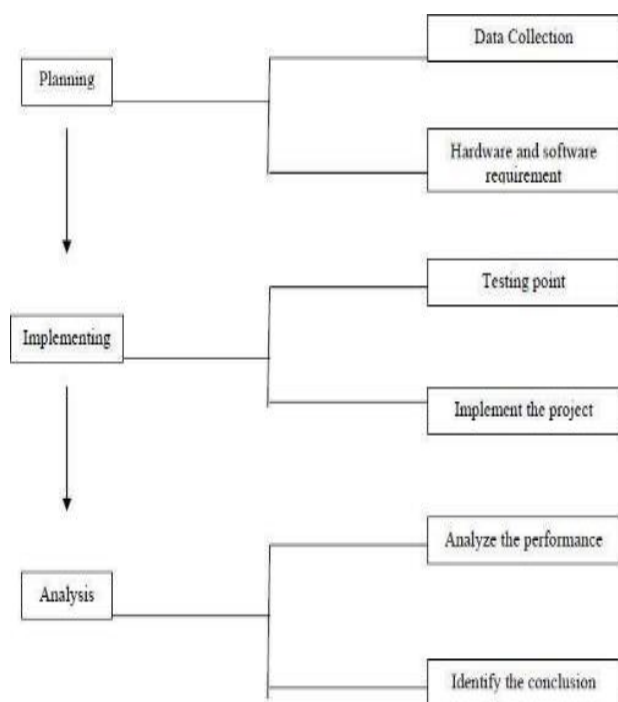 Data Collection
Planning
Hardware and software
requirement
Testing point
Implementing
Implement the project
Analyze the performance
Analysis
Identify the conclusion